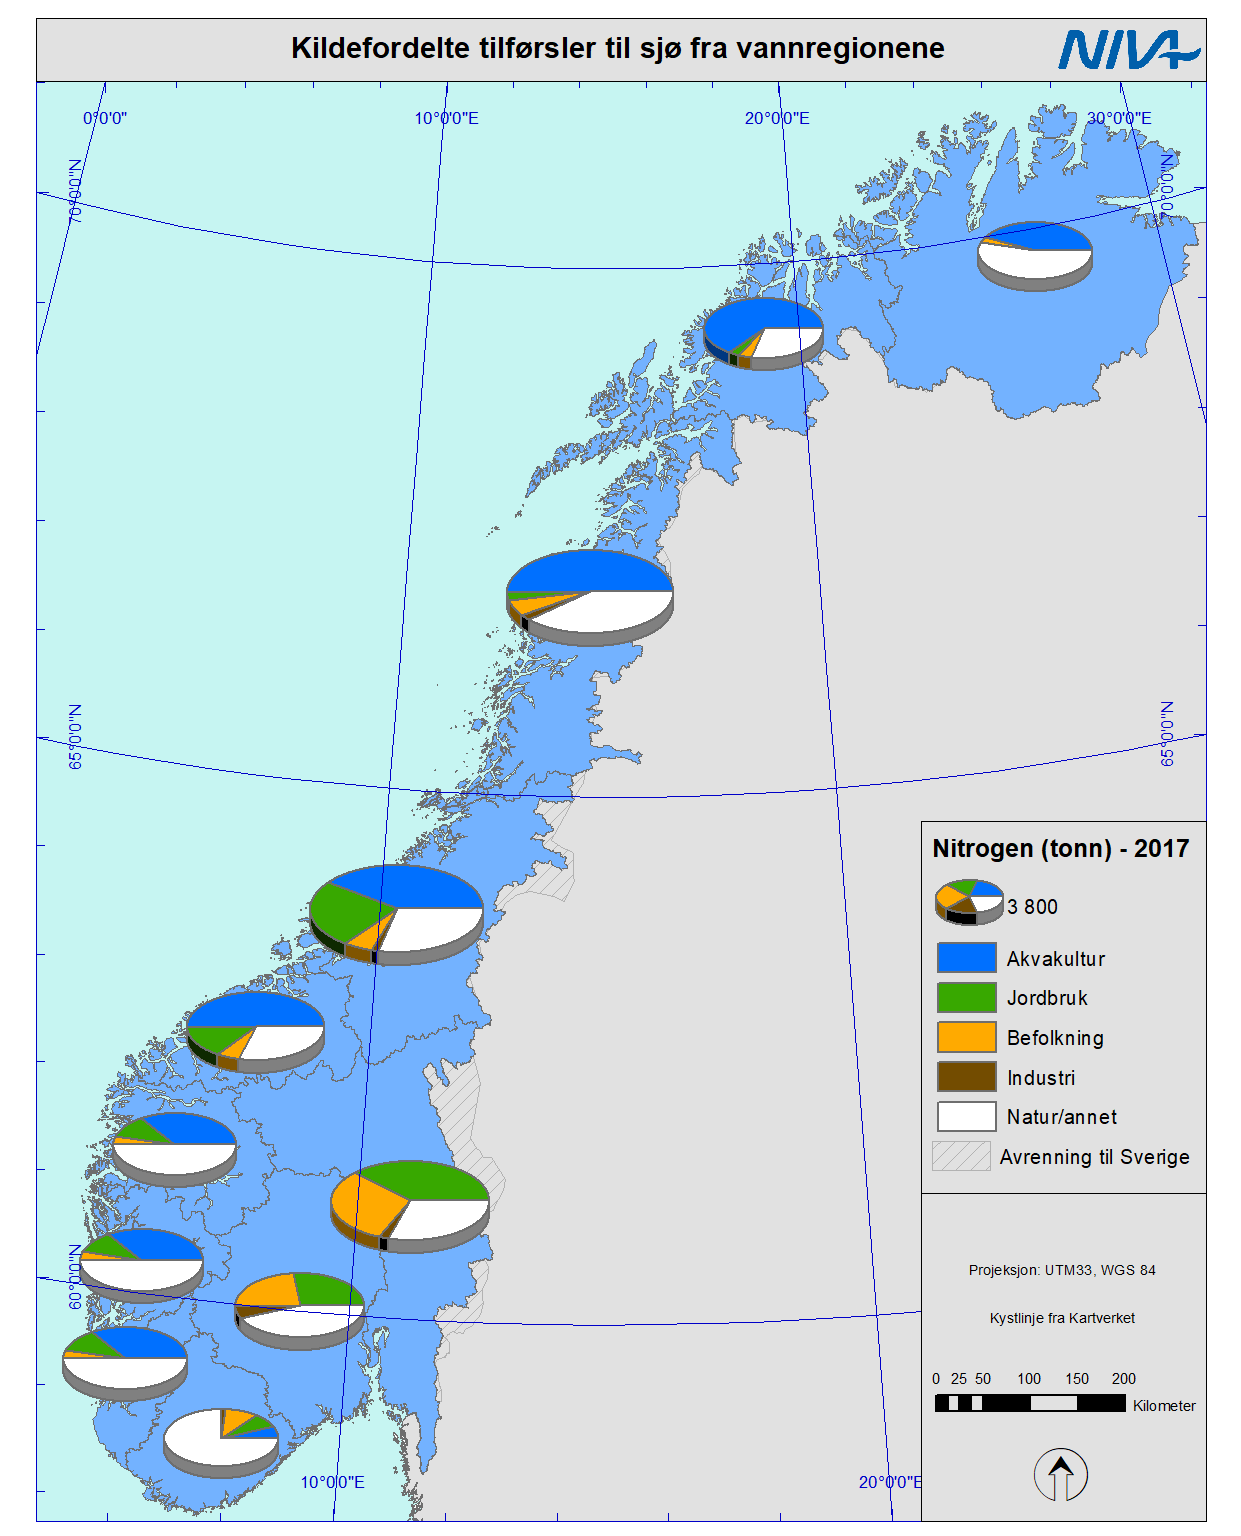 Kildefordelte tilførsler til sjø fra vannregionene
NIVA
0°0'0"
10°0'0"E
20°0'0"E
30°0'0"E
70°0'0"N
70°0'0"N
65°0'0"N
65°0'0"N
60°0'0"N
10°0'0"E
20°0'0"E
Nitrogen (tonn) - 2017
3 800
Akvakultur
Jordbruk
Befolkning
Industri
Natur/annet
Avrenning til Sverige
Projeksjon: UTM33, WGS 84
Kystlinje fra Kartverket
0 25 50 100 150 200
Kilometer